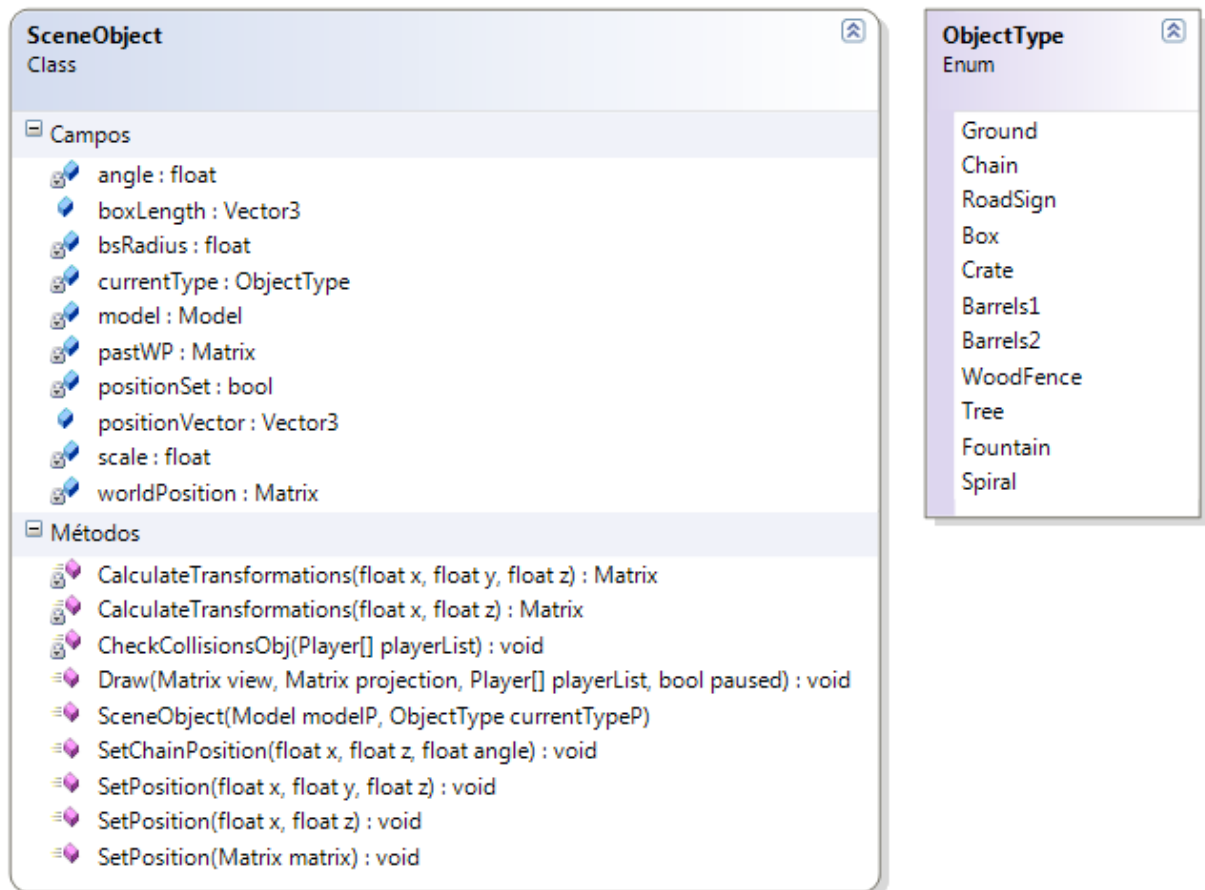 SceneObject
Class
Campos
angle : float
boxLength : Vector3
bsRadius : float
currentType : ObjectType
model : Model
pastWP : Matrix
positionSet : bool
positionVector : Vector3
scale : float
worldPosition : Matrix
Métodos
CalculateTransformations(float x, float y, float z) : Matrix
CalculateTransformations(float x, float z) : Matrix
CheckCollisionsObj(Player[] playerList) : void
Draw(Matrix view, Matrix projection, Player[] playerList, bool paused) : void
SceneObject(Model modelP, ObjectType currentTypeP)
SetChainPosition(float x, float z, float angle) : void
SetPosition(float x, float y, float z) : void
SetPosition(float x, float z) : void
SetPosition(Matrix matrix) : void
ObjectType
Enum
Ground
Chain
RoadSign
Box
Crate
Barrels1
Barrels2
WoodFence
Tree
Fountain
Spiral